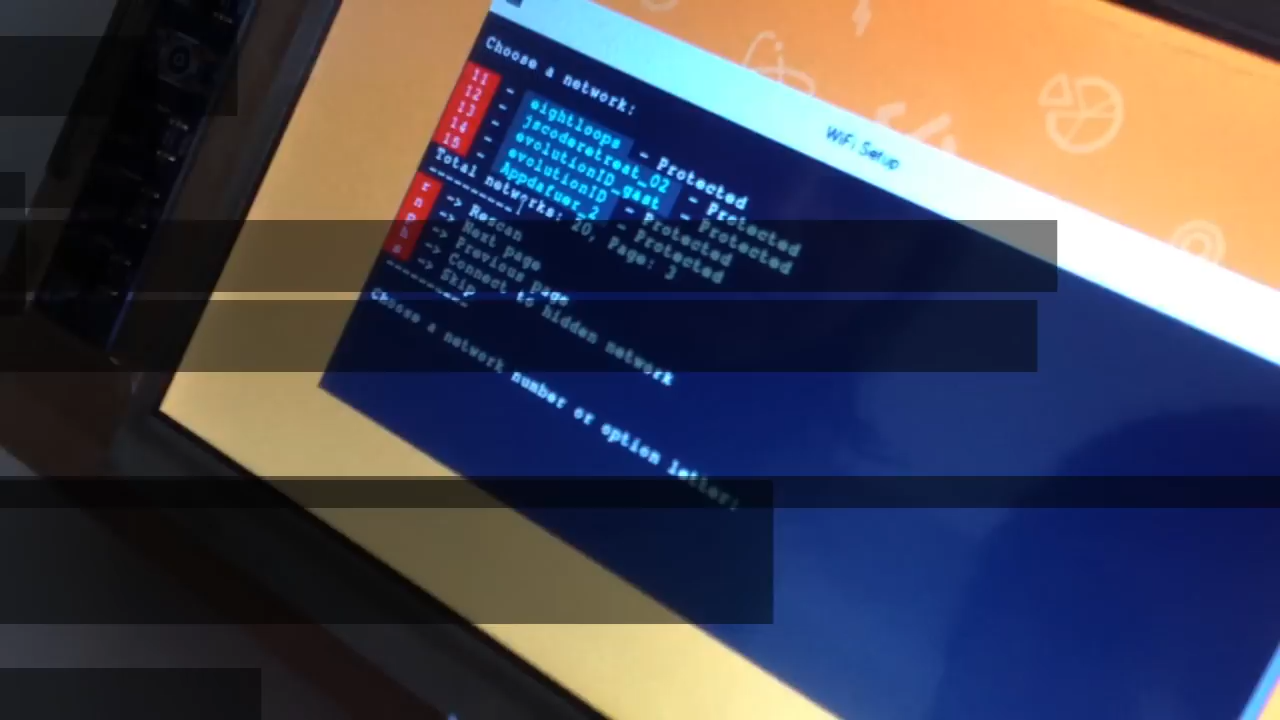 WiFi Setup
Choose a network:
11 - eightloops - Protected
12 - jscoderetreat_02 - Protected
13 - evolutionID_gast - Protected
14 - evolutionID - Protected
15 - Appdafuer_2 - Protected
Total networks: 20, Page: 3
----------
r -> Rescan
n -> Next page
p -> Previous page
h -> Connect to hidden network
s -> Skip
----------
Choose a network number or option letter: